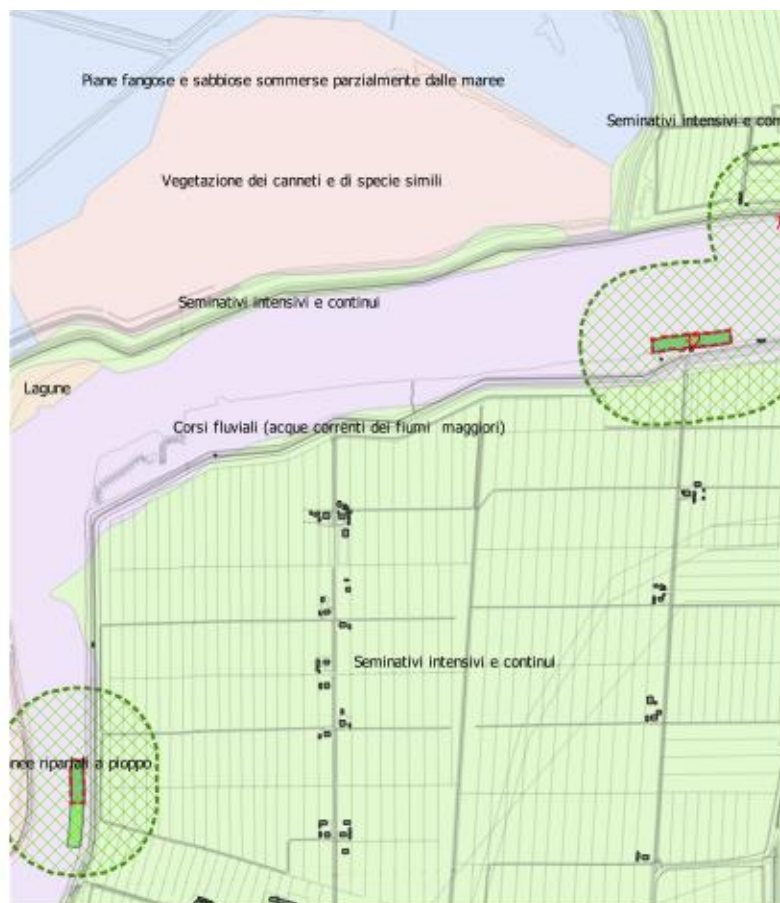 Piane fangose e sabbiose sommerse parzialmente dalle maree
Seminativi intensivi e con
Vegetazione dei canneti e di specie simili
Seminativi intensivi e continui
Lagune
Corsi fluviali (acque correnti dei fiumi maggiori)
Seminativi intensivi e continui
nee ripariali a pioppo